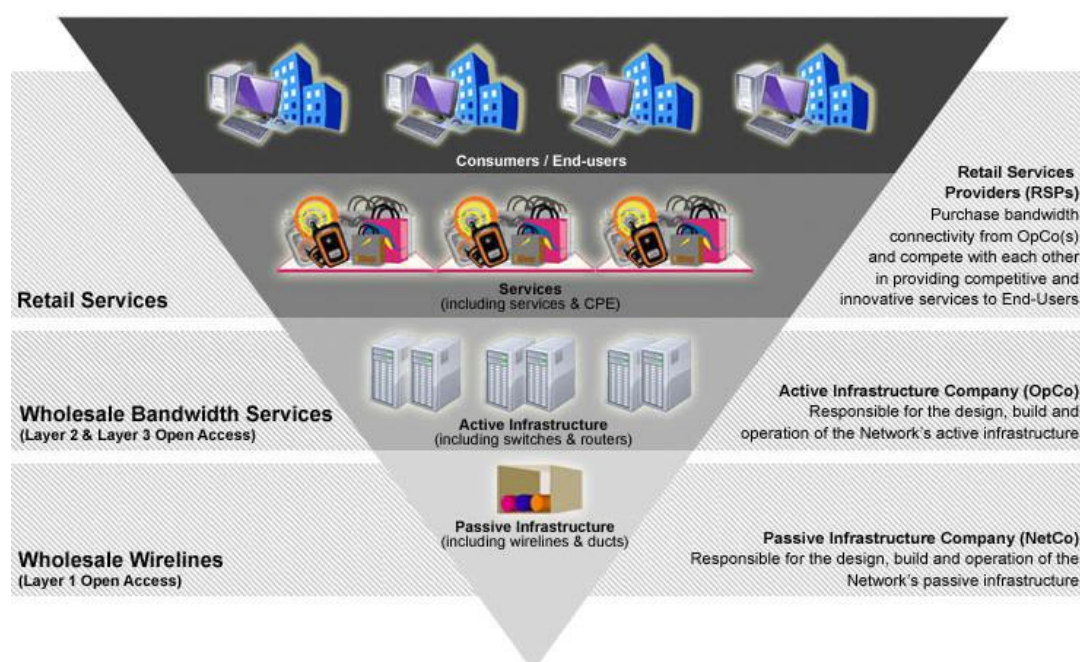 Consumers / End-users
Retail Services
Providers (RSPs)
Purchase bandwidth
connectivity from OpCo(s)
and compete with each other
in providing competitive and
innovative services to End-Users
Retail Services
Services
(including services & CPE)
Wholesale Bandwidth Services
(Layer 2 & Layer 3 Open Access)
Active Infrastructure
(including switches & routers)
Active Infrastructure Company (OpCo)
Responsible for the design, build and
operation of the Network's active infrastructure
Passive Infrastructure
(including wirelines & ducts)
Wholesale Wirelines
(Layer 1 Open Access)
Passive Infrastructure Company (NetCo)
Responsible for the design, build and operation of the
Network's passive infrastructure